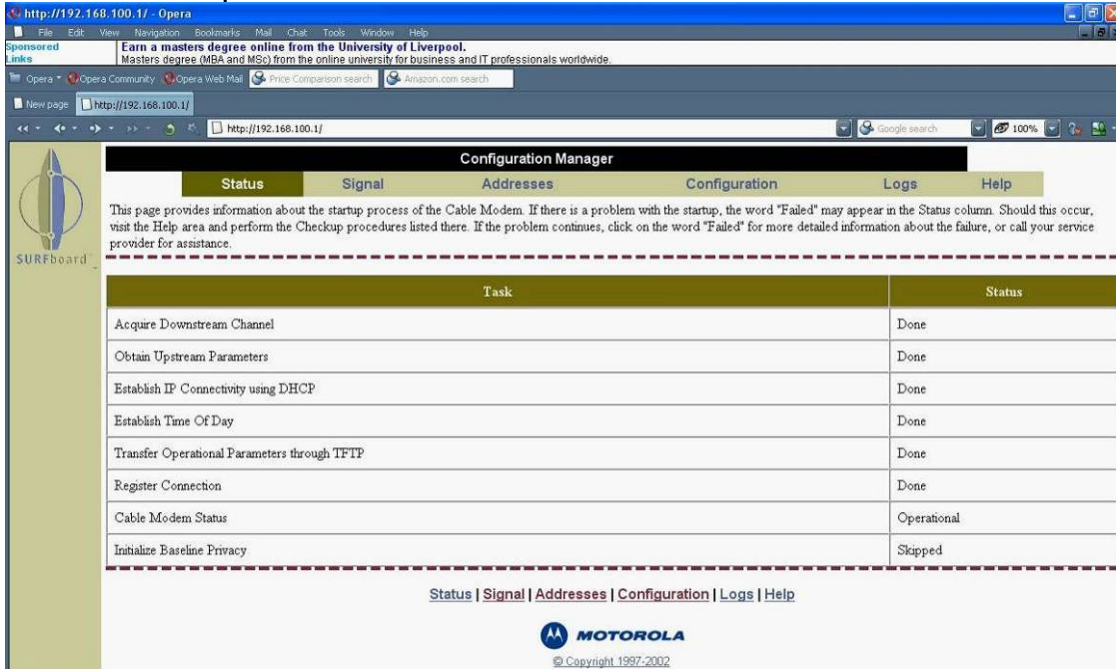 http://192.168.100.1/ - Opera
File Edit View Navigation Bookmarks Mail Chat Tools Window Help
Sponsored Links
Earn a masters degree online from the University of Liverpool.
Masters degree (MBA and MSc) from the online university for business and IT professionals worldwide.
Opera Opera Community Opera Web Mail Price Comparison search Amazon.com search
New page http://192.168.100.1/
http://192.168.100.1/ Google search 100%
Configuration Manager
Status Signal Addresses Configuration Logs Help
This page provides information about the startup process of the Cable Modem. If there is a problem with the startup, the word "Failed" may appear in the Status column. Should this occur,
visit the Help area and perform the Checkup procedures listed there. If the problem continues, click on the word "Failed" for more detailed information about the failure, or call your service
provider for assistance.
SURFboard
Task Status
Acquire Downstream Channel Done
Obtain Upstream Parameters Done
Establish IP Connectivity using DHCP Done
Establish Time Of Day Done
Transfer Operational Parameters through TFTP Done
Register Connection Done
Cable Modem Status Operational
Initialize Baseline Privacy Skipped
Status | Signal | Addresses | Configuration | Logs | Help
MOTOROLA
© Copyright 1997-2002